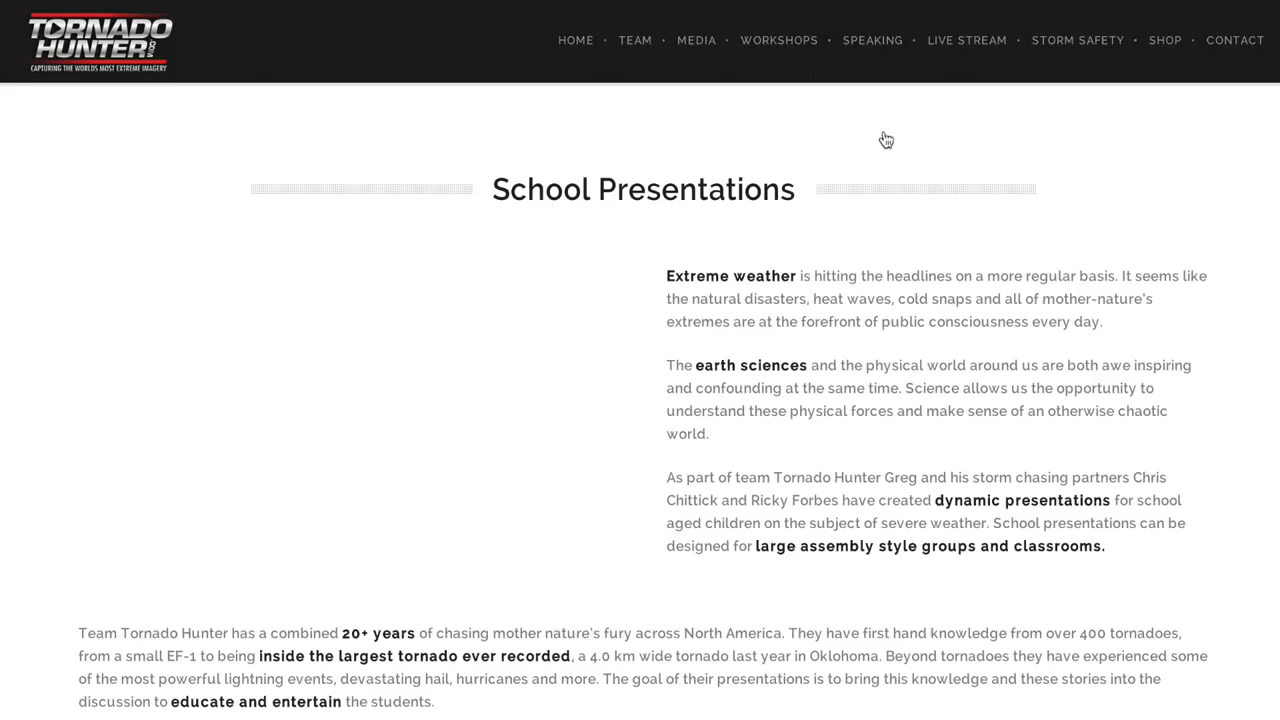 TORNADO
HUNTER.COM
CAPTURING THE WORLDS MOST EXTREME IMAGERY
HOME • TEAM • MEDIA • WORKSHOPS • SPEAKING • LIVE STREAM • STORM SAFETY • SHOP • CONTACT
School Presentations
Extreme weather is hitting the headlines on a more regular basis. It seems like
the natural disasters, heat waves, cold snaps and all of mother-nature's
extremes are at the forefront of public consciousness every day.
The earth sciences and the physical world around us are both awe inspiring
and confounding at the same time. Science allows us the opportunity to
understand these physical forces and make sense of an otherwise chaotic
world.
As part of team Tornado Hunter Greg and his storm chasing partners Chris
Chittick and Ricky Forbes have created dynamic presentations for school
aged children on the subject of severe weather. School presentations can be
designed for large assembly style groups and classrooms.
Team Tornado Hunter has a combined 20+ years of chasing mother nature's fury across North America. They have first hand knowledge from over 400 tornadoes,
from a small EF-1 to being inside the largest tornado ever recorded, a 4.0 km wide tornado last year in Oklohoma. Beyond tornadoes they have experienced some
of the most powerful lightning events, devastating hail, hurricanes and more. The goal of their presentations is to bring this knowledge and these stories into the
discussion to educate and entertain the students.